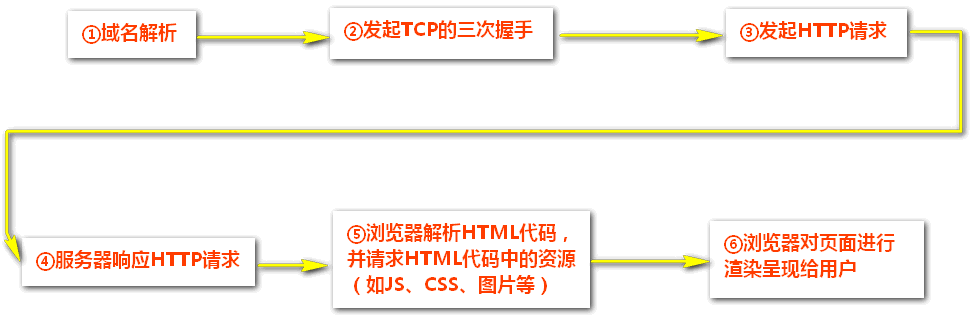 ①域名解析
②发起TCP的三次握手
③发起HTTP请求
④服务器响应HTTP请求
⑤浏览器解析HTML代码，
并请求HTML代码中的资源
（如JS、CSS、图片等）
⑥浏览器对页面进行
渲染呈现给用户